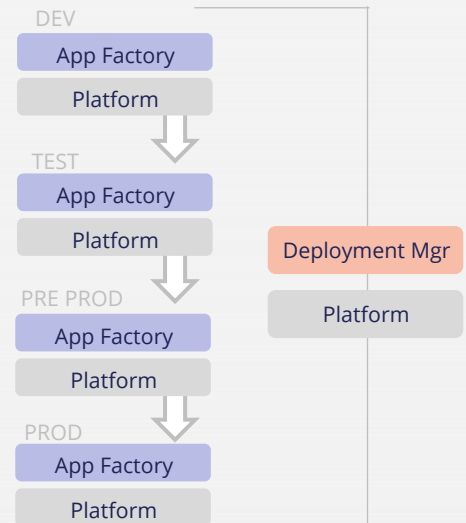 DEV
App Factory
Platform
TEST
App Factory
Platform
PRE PROD
App Factory
Platform
PROD
App Factory
Platform
Deployment Mgr
Platform